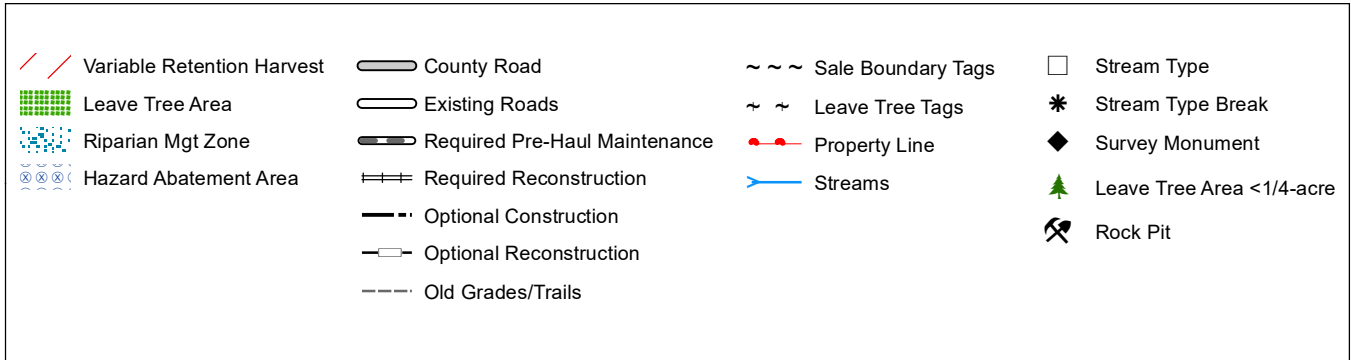 Variable Retention Harvest
Leave Tree Area
Riparian Mgt Zone
Hazard Abatement Area
County Road
Existing Roads
Required Pre-Haul Maintenance
Required Reconstruction
Optional Construction
Optional Reconstruction
Old Grades/Trails
Sale Boundary Tags
Leave Tree Tags
Property Line
Streams
Stream Type
Stream Type Break
Survey Monument
Leave Tree Area <1/4-acre
Rock Pit